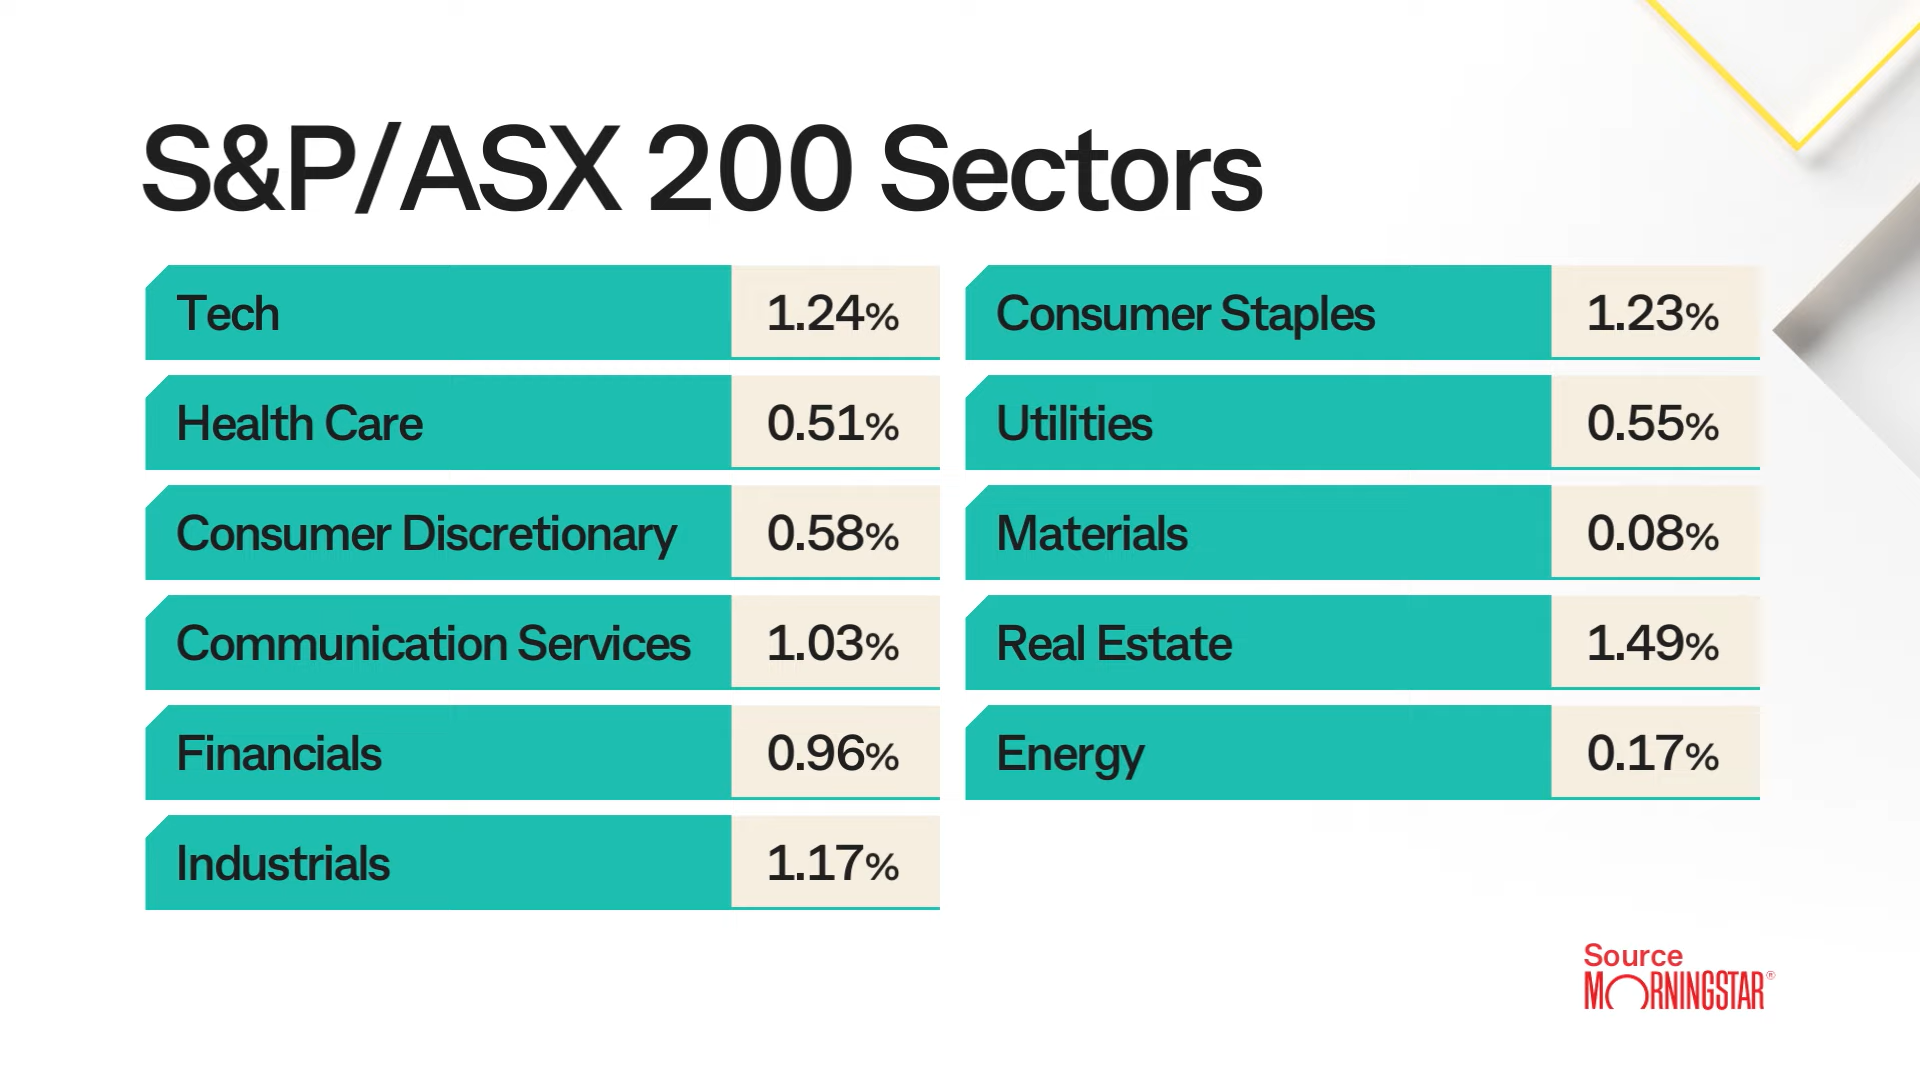 S&P/ASX 200 Sectors
Tech 1.24%
Health Care 0.51%
Consumer Discretionary 0.58%
Communication Services 1.03%
Financials 0.96%
Industrials 1.17%
Consumer Staples 1.23%
Utilities 0.55%
Materials 0.08%
Real Estate 1.49%
Energy 0.17%
Source
MORNINGSTAR®